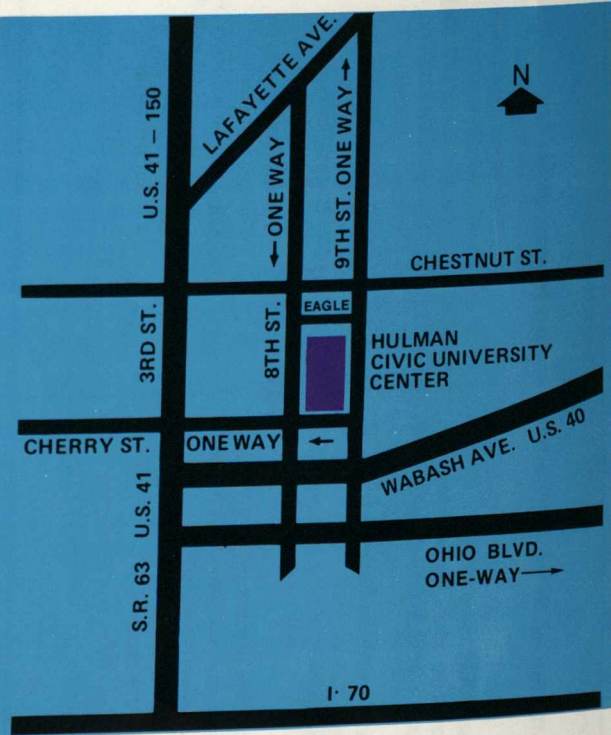 LAFAYETTE AVE.
N
U.S. 41 – 150
← ONE WAY
9TH ST. ONE WAY →
CHESTNUT ST.
EAGLE
3RD ST.
8TH ST.
HULMAN
CIVIC UNIVERSITY
CENTER
CHERRY ST.
ONE WAY ←
WABASH AVE. U.S. 40
S.R. 63 U.S. 41
OHIO BLVD.
ONE-WAY →
I· 70